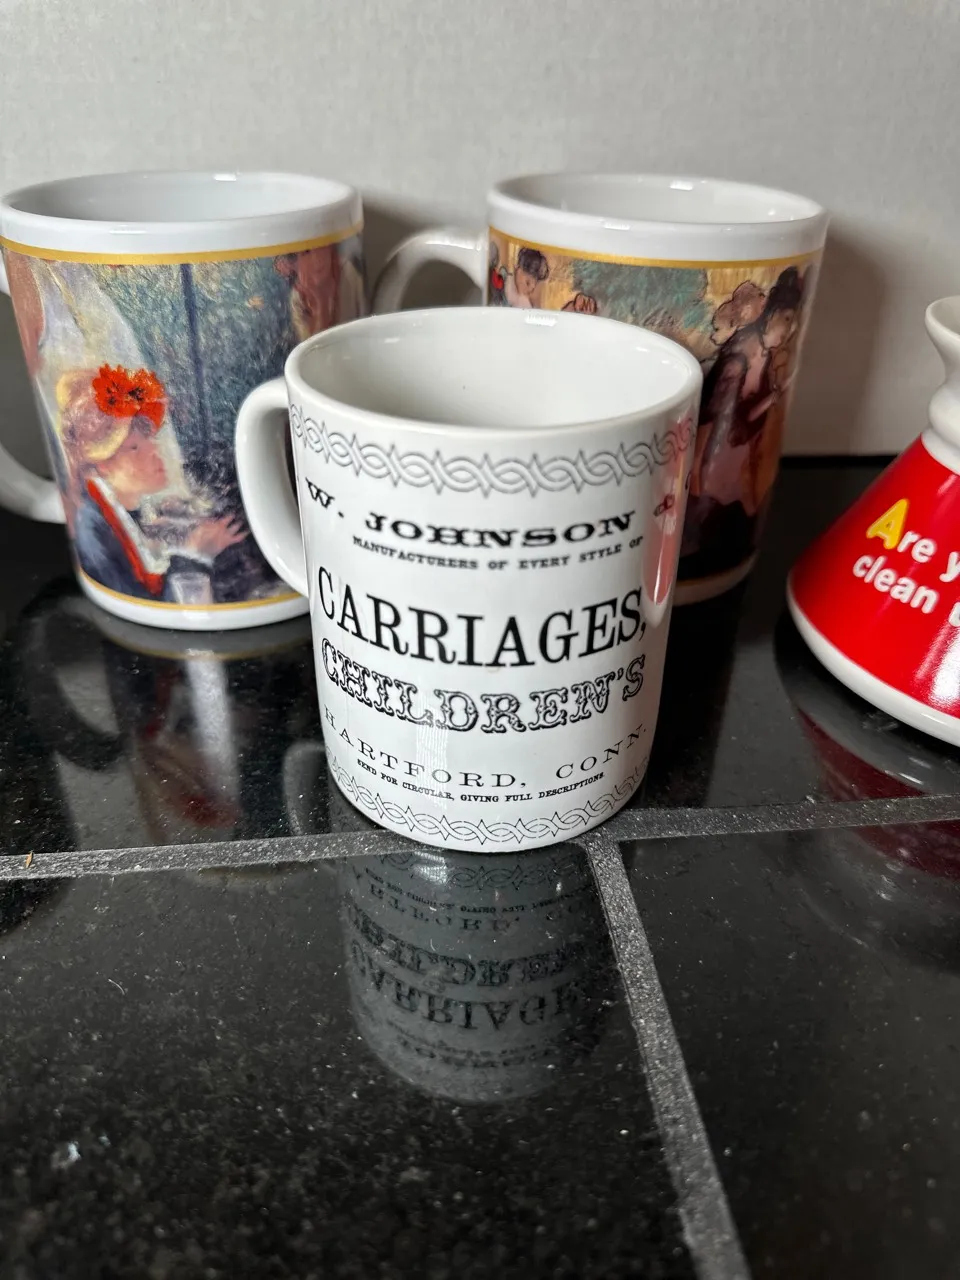 W. JOHNSON &
MANUFACTURERS OF EVERY STYLE OF
CARRIAGES,
CHILDREN'S
HARTFORD, CONN.
SEND FOR CIRCULAR, GIVING FULL DESCRIPTIONS
Are
clean